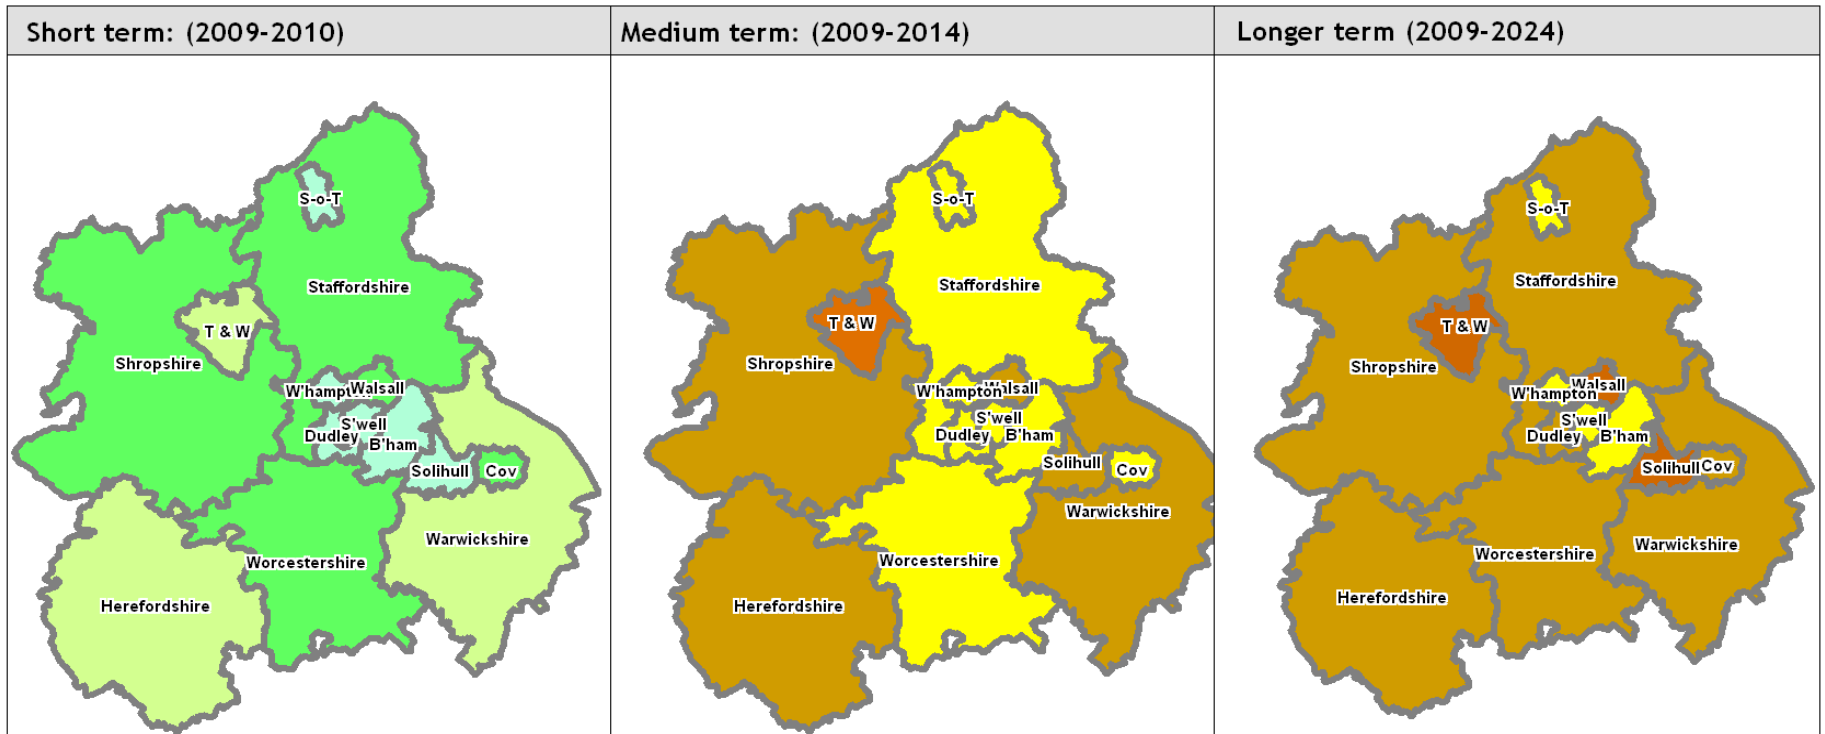 Short term: (2009-2010)
Medium term: (2009-2014)
Longer term (2009-2024)
S-o-T
Staffordshire
T & W
Shropshire
W'hampton
Walsall
S'well
Dudley
B'ham
Solihull
Cov
Warwickshire
Worcestershire
Herefordshire
S-o-T
Staffordshire
T & W
Shropshire
W'hampton
Walsall
S'well
Dudley
B'ham
Solihull
Cov
Warwickshire
Worcestershire
Herefordshire
S-o-T
Staffordshire
T & W
Shropshire
Walsall
W'hampton
S'well
Dudley
B'ham
Solihull
Cov
Warwickshire
Worcestershire
Herefordshire